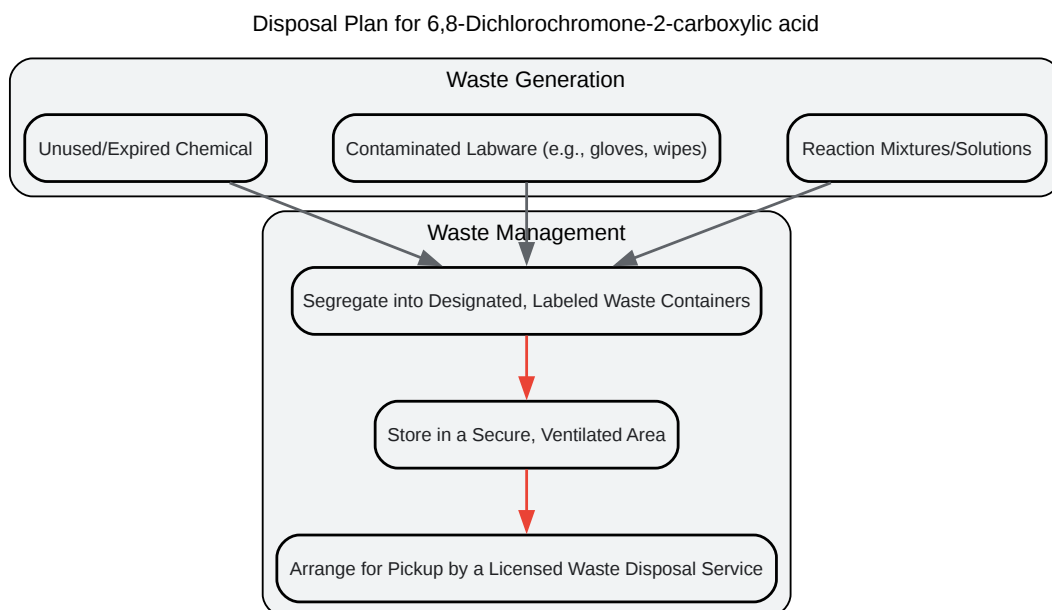 Disposal Plan for 6,8-Dichlorochromone-2-carboxylic acid
Waste Generation
Unused/Expired Chemical
Contaminated Labware (e.g., gloves, wipes)
Reaction Mixtures/Solutions
Waste Management
Segregate into Designated, Labeled Waste Containers
Store in a Secure, Ventilated Area
Arrange for Pickup by a Licensed Waste Disposal Service